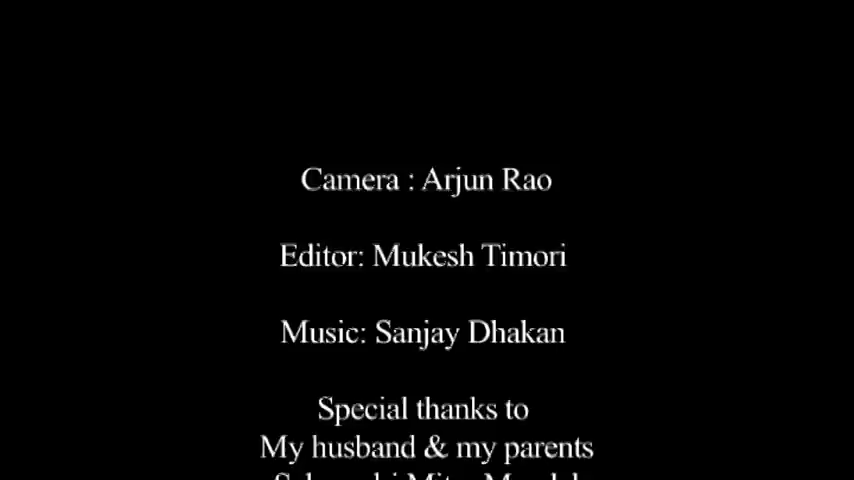 Camera : Arjun Rao
Editor: Mukesh Timori
Music: Sanjay Dhakan
Special thanks to
My husband & my parents